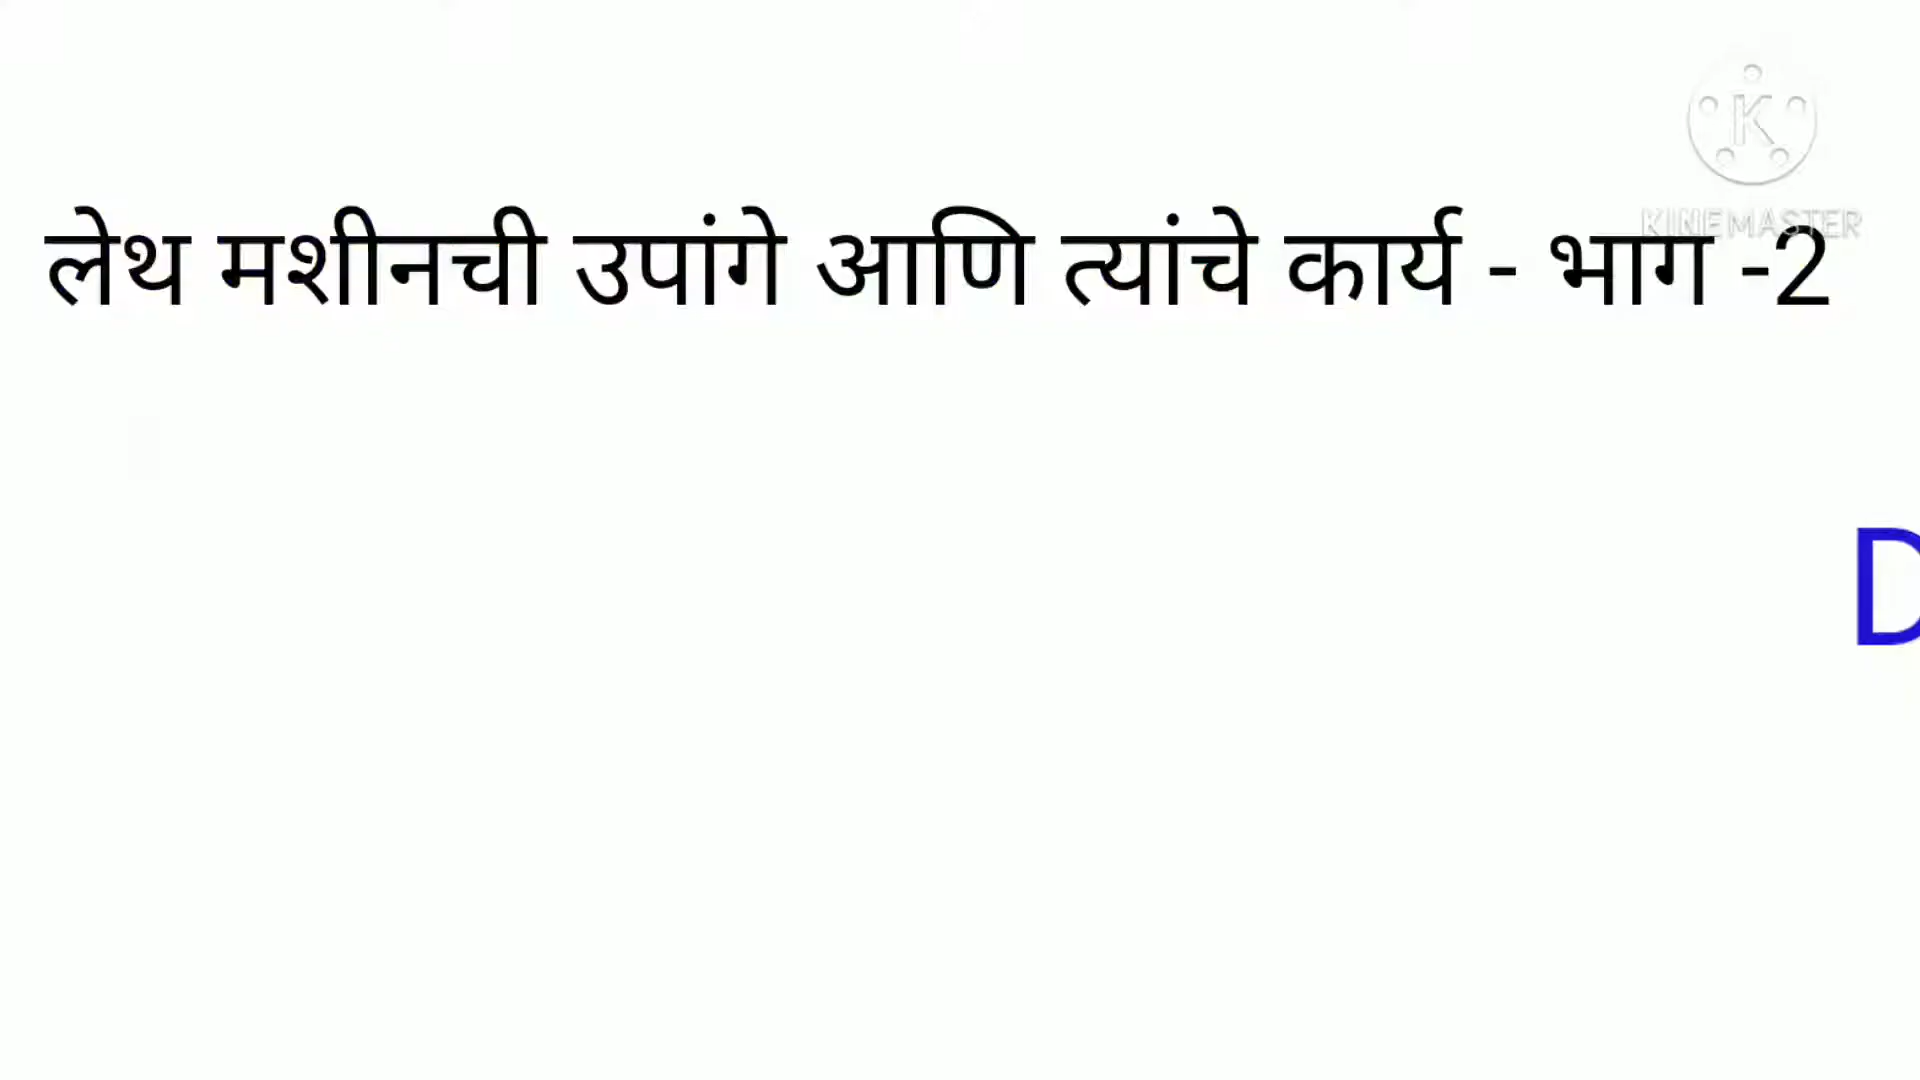 K
KINEMASTER
लेथ मशीनची उपांगे आणि त्यांचे कार्य - भाग -2
D